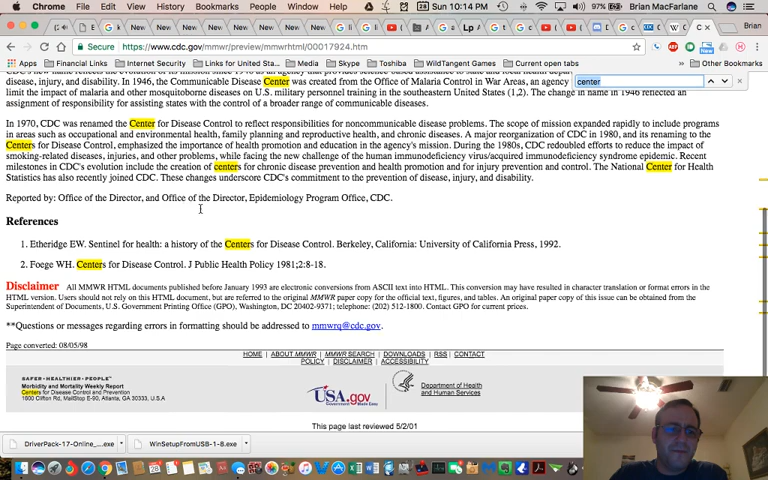 Chrome File Edit View History Bookmarks People Window Help
Sun 10:14 PM 97% Brian MacFarlane
Brian
Secure https://www.cdc.gov/mmwr/preview/mmwrhtml/00017924.htm
New
Apps Financial Links Internet Security Links for United Sta... Media Skype Toshiba WildTangent Games Current open tabs
center
disease, injury, and disability. In 1946, the Communicable Disease Center was created from the Office of Malaria Control in War Areas, an agency
limit the impact of malaria and other mosquitoborne diseases on U.S. military personnel training in the southeastern United States (1,2). The change in name in 1946 reflected an
assignment of responsibility for assisting states with the control of a broader range of communicable diseases.
In 1970, CDC was renamed the Center for Disease Control to reflect responsibilities for noncommunicable disease problems. The scope of mission expanded rapidly to include programs
in areas such as occupational and environmental health, family planning and reproductive health, and chronic diseases. A major reorganization of CDC in 1980, and its renaming to the
Centers for Disease Control, emphasized the importance of health promotion and education in the agency's mission. During the 1980s, CDC redoubled efforts to reduce the impact of
smoking-related diseases, injuries, and other problems, while facing the new challenge of the human immunodeficiency virus/acquired immunodeficiency syndrome epidemic. Recent
milestones in CDC's evolution include the creation of centers for chronic disease prevention and health promotion and for injury prevention and control. The National Center for Health
Statistics has also recently joined CDC. These changes underscore CDC's commitment to the prevention of disease, injury, and disability.
Reported by: Office of the Director, and Office of the Director, Epidemiology Program Office, CDC.
References
1. Etheridge EW. Sentinel for health: a history of the Centers for Disease Control. Berkeley, California: University of California Press, 1992.
2. Foege WH. Centers for Disease Control. J Public Health Policy 1981;2:8-18.
Disclaimer All MMWR HTML documents published before January 1993 are electronic conversions from ASCII text into HTML. This conversion may have resulted in character translation or format errors in the
HTML version. Users should not rely on this HTML document, but are referred to the original MMWR paper copy for the official text, figures, and tables. An original paper copy of this issue can be obtained from the
Superintendent of Documents, U.S. Government Printing Office (GPO), Washington, DC 20402-9371; telephone: (202) 512-1800. Contact GPO for current prices.
**Questions or messages regarding errors in formatting should be addressed to mmwrq@cdc.gov.
Page converted: 08/05/98
HOME | ABOUT MMWR | MMWR SEARCH | DOWNLOADS | RSS | CONTACT
POLICY | DISCLAIMER | ACCESSIBILITY
SAFER•HEALTHIER•PEOPLE™
Morbidity and Mortality Weekly Report
Centers for Disease Control and Prevention
1600 Clifton Rd, MailStop E-90, Atlanta, GA 30333, U.S.A
USA.gov
Department of Health
and Human Services
This page last reviewed 5/2/01
DriverPack-17-Online_....exe
WinSetupFromUSB-1-8.exe